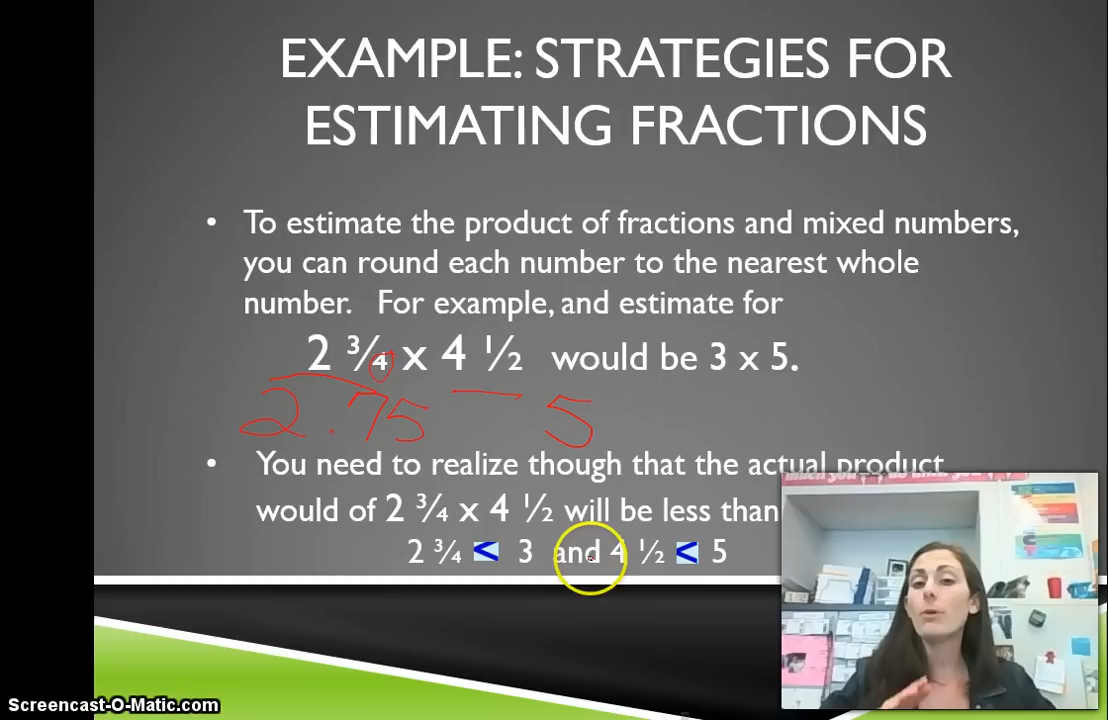 EXAMPLE: STRATEGIES FOR
ESTIMATING FRACTIONS
• To estimate the product of fractions and mixed numbers,
you can round each number to the nearest whole
number. For example, and estimate for
2 ¾ x 4 ½ would be 3 x 5.
2.75 5
• You need to realize though that the actual product
would of 2 ¾ x 4 ½ will be less than
2 ¾ < 3 and 4 ½ < 5
Screencast-O-Matic.com